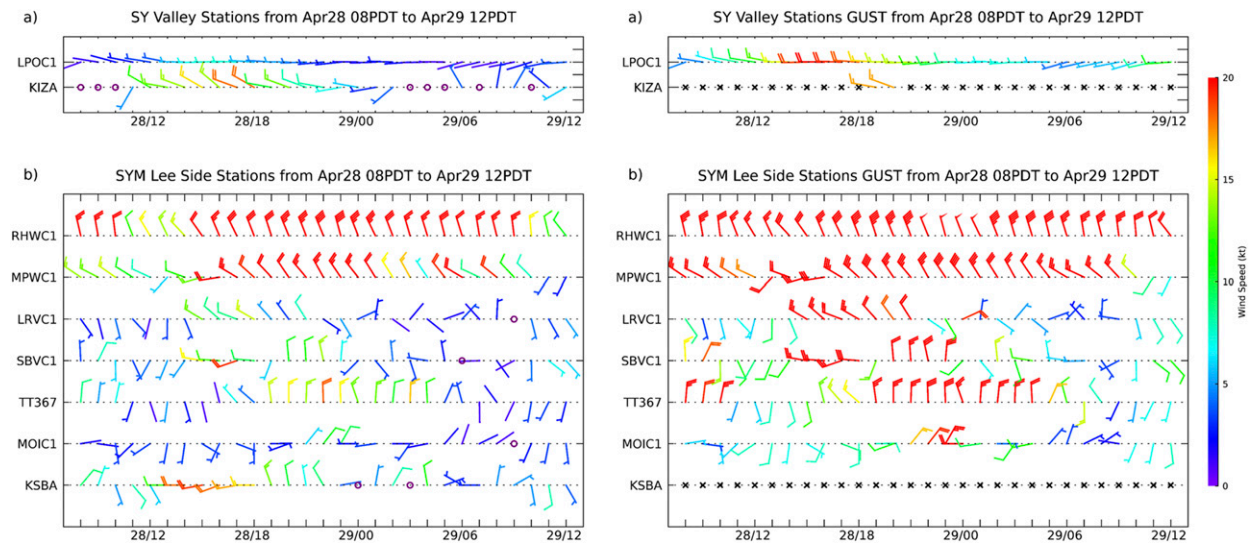 a) SY Valley Stations from Apr28 08PDT to Apr29 12PDT
LPOC1
KIZA
28/12 28/18 29/00 29/06 29/12
b) SYM Lee Side Stations from Apr28 08PDT to Apr29 12PDT
RHWC1
MPWC1
LRVC1
SBVC1
TT367
MOIC1
KSBA
28/12 28/18 29/00 29/06 29/12
a) SY Valley Stations GUST from Apr28 08PDT to Apr29 12PDT
LPOC1
KIZA
28/12 28/18 29/00 29/06 29/12
b) SYM Lee Side Stations GUST from Apr28 08PDT to Apr29 12PDT
RHWC1
MPWC1
LRVC1
SBVC1
TT367
MOIC1
KSBA
28/12 28/18 29/00 29/06 29/12
20
15
10
5
0
Wind Speed (kt)